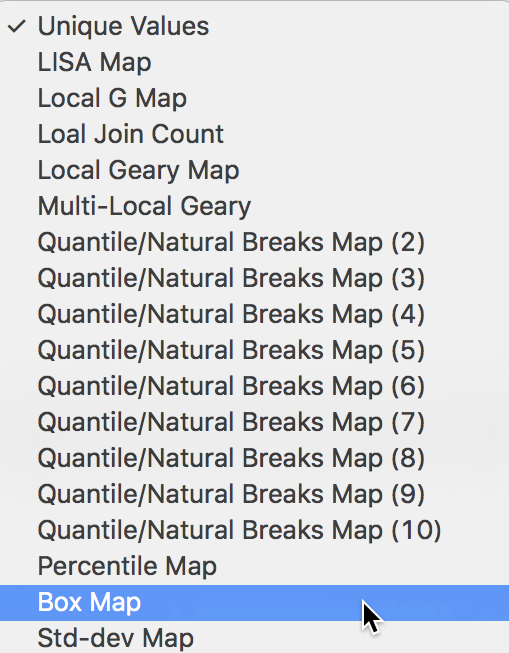 ✓ Unique Values
LISA Map
Local G Map
Loal Join Count
Local Geary Map
Multi-Local Geary
Quantile/Natural Breaks Map (2)
Quantile/Natural Breaks Map (3)
Quantile/Natural Breaks Map (4)
Quantile/Natural Breaks Map (5)
Quantile/Natural Breaks Map (6)
Quantile/Natural Breaks Map (7)
Quantile/Natural Breaks Map (8)
Quantile/Natural Breaks Map (9)
Quantile/Natural Breaks Map (10)
Percentile Map
Box Map
Std-dev Map